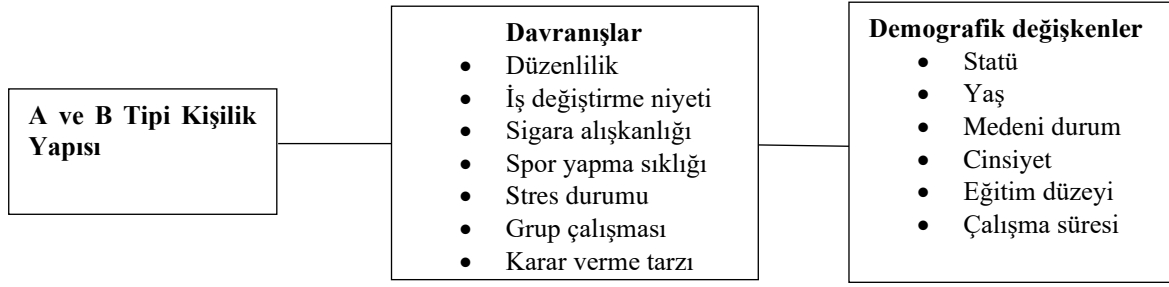 A ve B Tipi Kişilik
Yapısı
Davranışlar
• Düzenlilik
• İş değiştirme niyeti
• Sigara alışkanlığı
• Spor yapma sıklığı
• Stres durumu
• Grup çalışması
• Karar verme tarzı
Demografik değişkenler
• Statü
• Yaş
• Medeni durum
• Cinsiyet
• Eğitim düzeyi
• Çalışma süresi